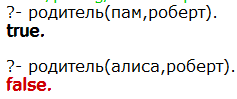 ?- родитель(пам,роберт).
true.
?- родитель(алиса,роберт).
false.